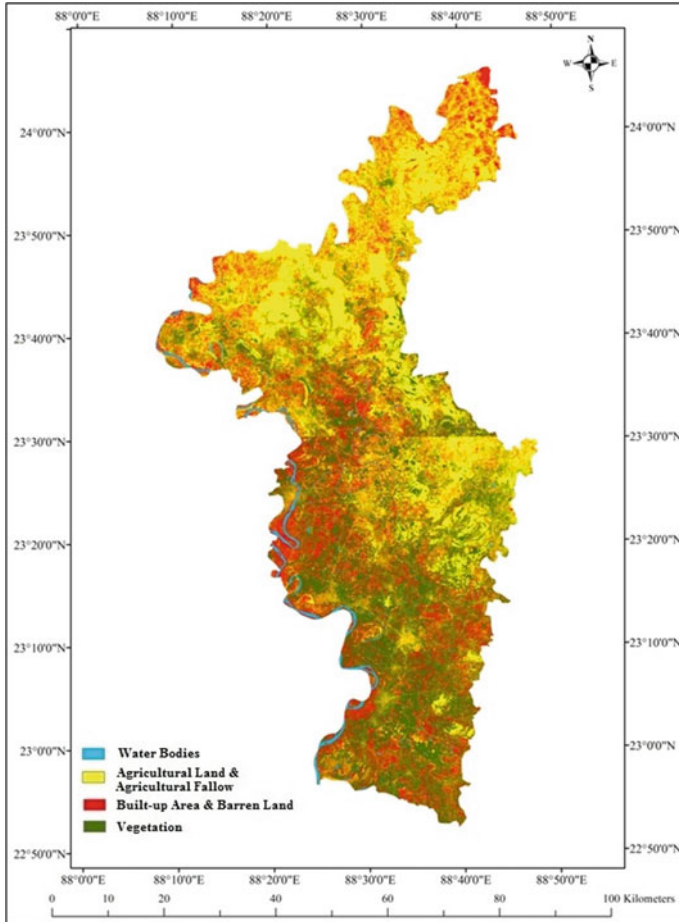 88°0'0"E 88°10'0"E 88°20'0"E 88°30'0"E 88°40'0"E 88°50'0"E
N
W E
S
24°0'0"N 24°0'0"N
23°50'0"N 23°50'0"N
23°40'0"N 23°40'0"N
23°30'0"N 23°30'0"N
23°20'0"N 23°20'0"N
23°10'0"N 23°10'0"N
23°0'0"N 23°0'0"N
Water Bodies
Agricultural Land &
Agricultural Fallow
Built-up Area & Barren Land
Vegetation
22°50'0"N 22°50'0"N
88°0'0"E 88°10'0"E 88°20'0"E 88°30'0"E 88°40'0"E 88°50'0"E
0 10 20 40 60 80 100 Kilometers